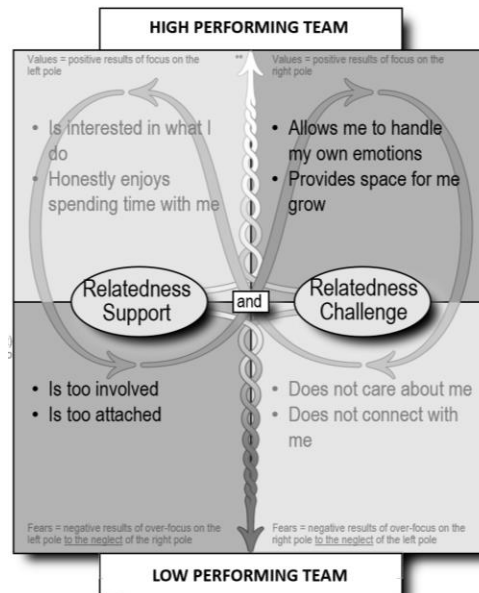 HIGH PERFORMING TEAM
Values = positive results of focus on the
left pole
**
Values = positive results of focus on the
right pole
• Is interested in what I
do
• Honestly enjoys
spending time with me
• Allows me to handle
my own emotions
• Provides space for me
grow
Relatedness
Support
and
Relatedness
Challenge
• Is too involved
• Is too attached
• Does not care about me
• Does not connect with
me
Fears = negative results of over-focus on the
left pole to the neglect of the right pole
Fears = negative results of over-focus on the
right pole to the neglect of the left pole
LOW PERFORMING TEAM